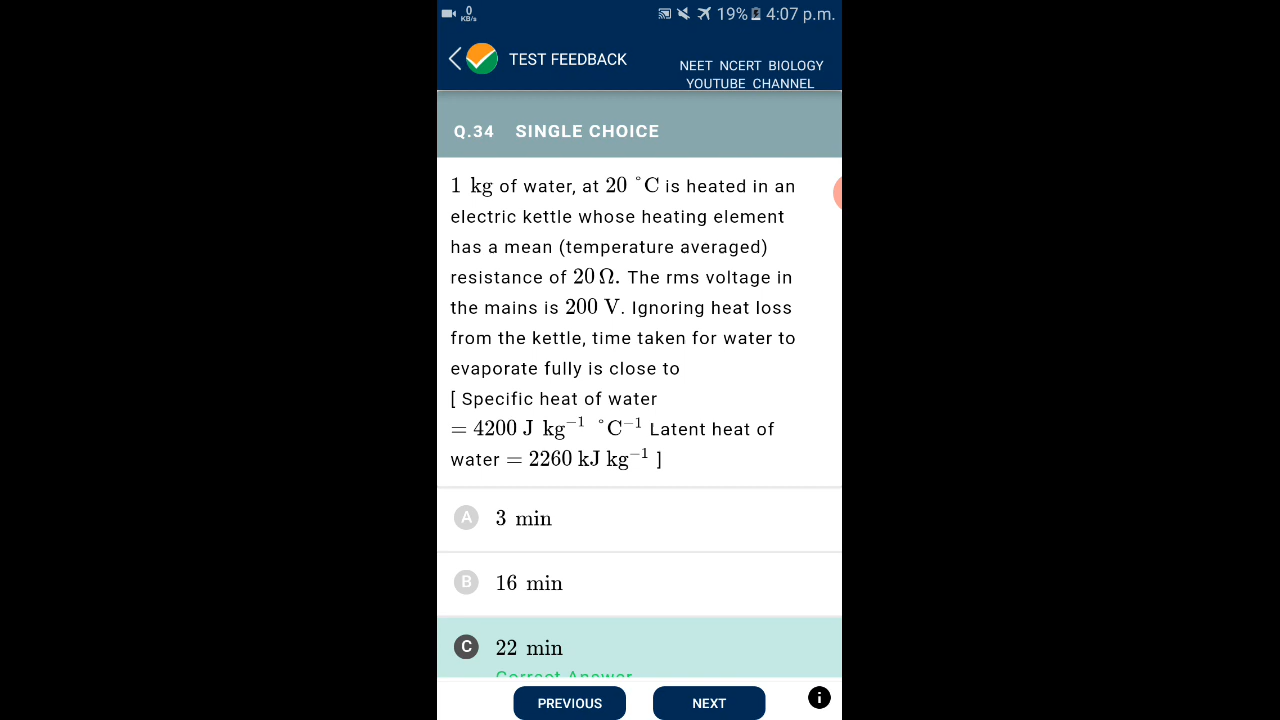 0
KB/s
19% 4:07 p.m.
TEST FEEDBACK
NEET NCERT BIOLOGY
YOUTUBE CHANNEL
Q.34 SINGLE CHOICE
1 kg of water, at 20 °C is heated in an
electric kettle whose heating element
has a mean (temperature averaged)
resistance of 20 Ω. The rms voltage in
the mains is 200 V. Ignoring heat loss
from the kettle, time taken for water to
evaporate fully is close to
[ Specific heat of water
= 4200 J kg⁻¹ °C⁻¹ Latent heat of
water = 2260 kJ kg⁻¹ ]
A 3 min
B 16 min
C 22 min
Correct Answer
PREVIOUS NEXT i